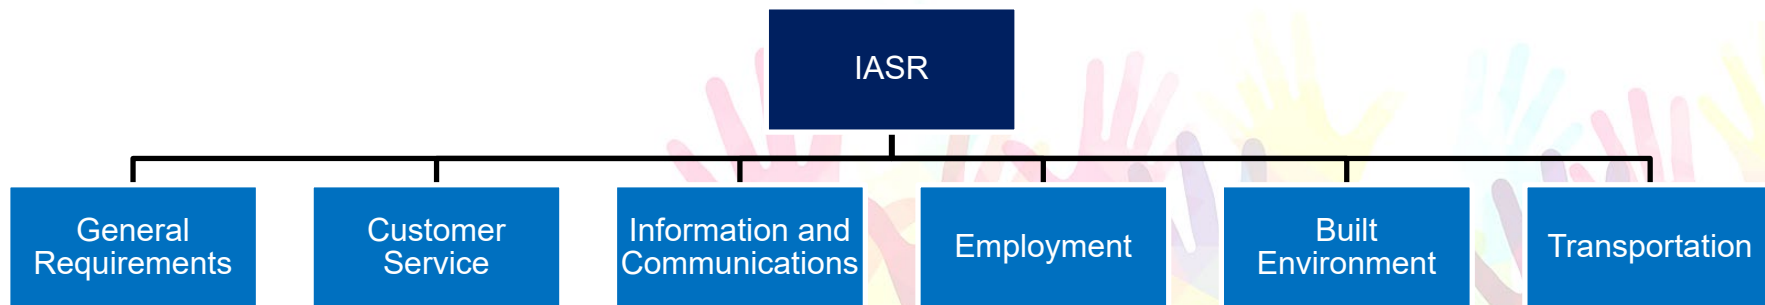 IASR
General
Requirements
Customer
Service
Information and
Communications
Employment
Built
Environment
Transportation